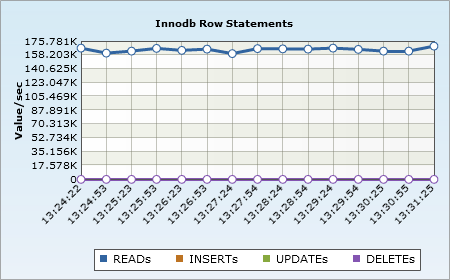 Innodb Row Statements
Value/sec
175.781K
158.203K
140.625K
123.047K
105.469K
87.891K
70.313K
52.734K
35.156K
17.578K
0
13:24:22 13:24:53 13:25:23 13:25:53 13:26:23 13:26:53 13:27:24 13:27:54 13:28:24 13:28:54 13:29:24 13:29:54 13:30:25 13:30:55 13:31:25
READs INSERTs UPDATEs DELETEs